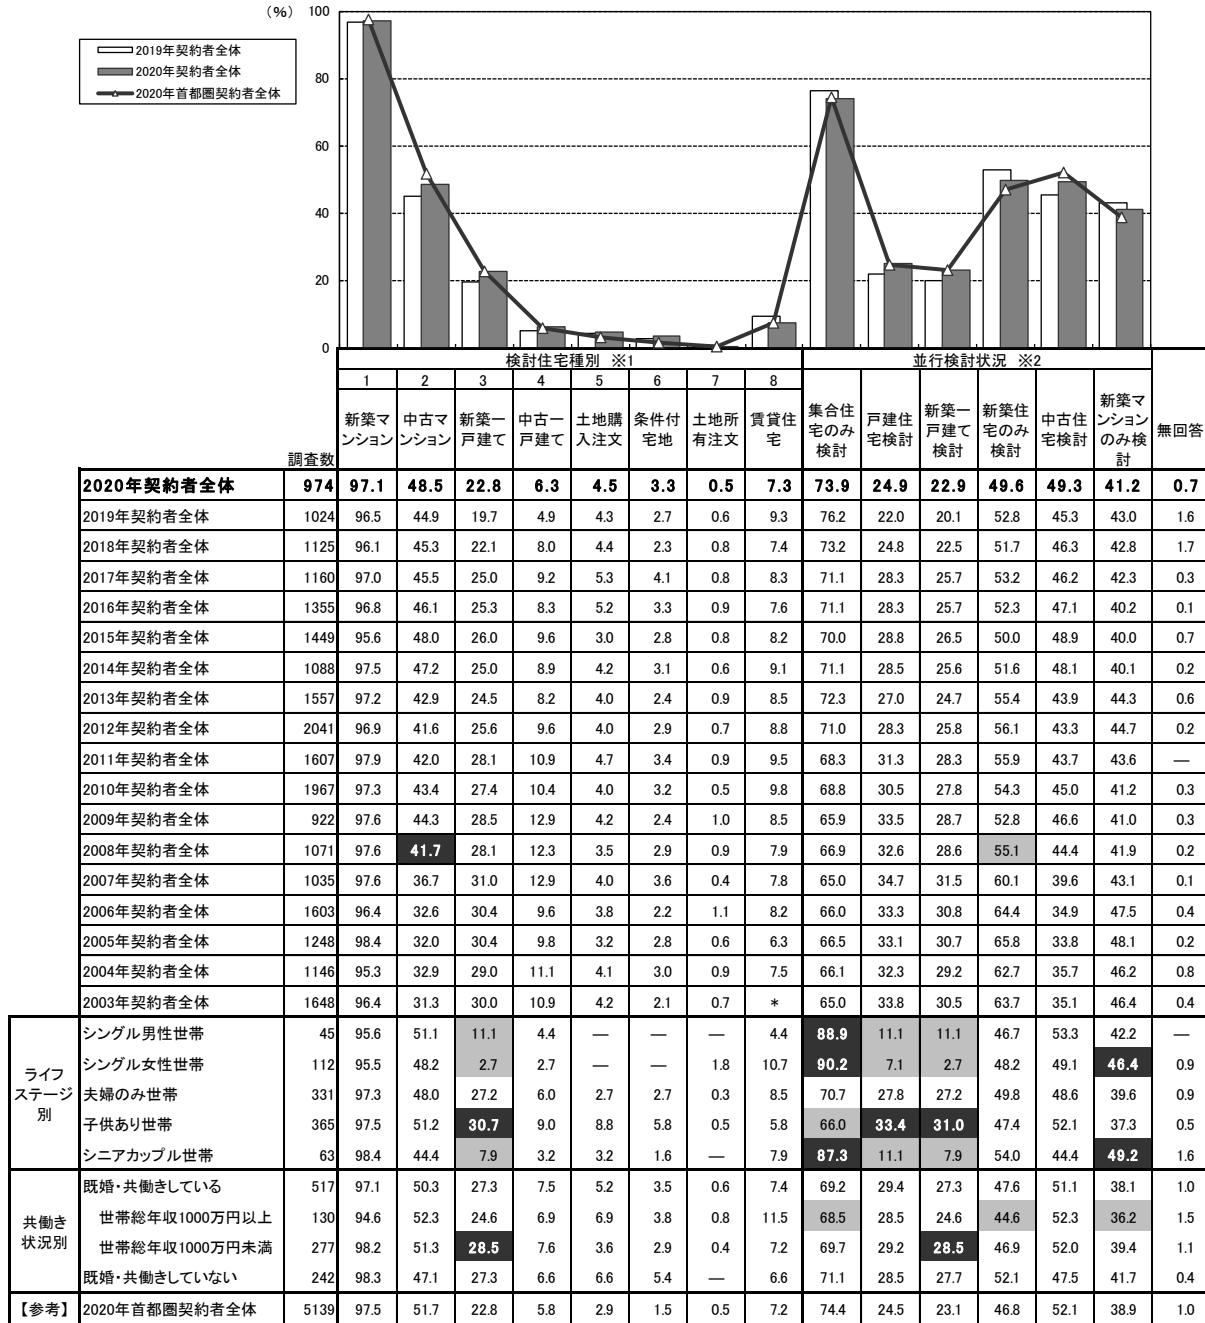 (%)
100
80
60
40
20
0
2019年契約者全体
2020年契約者全体
2020年首都圏契約者全体
検討住宅種別 ※1 並行検討状況 ※2
1 2 3 4 5 6 7 8
調査数 新築マンション 中古マンション 新築一戸建て 中古一戸建て 土地購入注文 条件付宅地 土地所有注文 賃貸住宅 集合住宅のみ検討 戸建住宅検討 新築一戸建て検討 新築住宅のみ検討 中古住宅検討 新築マンションのみ検討 無回答
2020年契約者全体 974 97.1 48.5 22.8 6.3 4.5 3.3 0.5 7.3 73.9 24.9 22.9 49.6 49.3 41.2 0.7
2019年契約者全体 1024 96.5 44.9 19.7 4.9 4.3 2.7 0.6 9.3 76.2 22.0 20.1 52.8 45.3 43.0 1.6
2018年契約者全体 1125 96.1 45.3 22.1 8.0 4.4 2.3 0.8 7.4 73.2 24.8 22.5 51.7 46.3 42.8 1.7
2017年契約者全体 1160 97.0 45.5 25.0 9.2 5.3 4.1 0.8 8.3 71.1 28.3 25.7 53.2 46.2 42.3 0.3
2016年契約者全体 1355 96.8 46.1 25.3 8.3 5.2 3.3 0.9 7.6 71.1 28.3 25.7 52.3 47.1 40.2 0.1
2015年契約者全体 1449 95.6 48.0 26.0 9.6 3.0 2.8 0.8 8.2 70.0 28.8 26.5 50.0 48.9 40.0 0.7
2014年契約者全体 1088 97.5 47.2 25.0 8.9 4.2 3.1 0.6 9.1 71.1 28.5 25.6 51.6 48.1 40.1 0.2
2013年契約者全体 1557 97.2 42.9 24.5 8.2 4.0 2.4 0.9 8.5 72.3 27.0 24.7 55.4 43.9 44.3 0.6
2012年契約者全体 2041 96.9 41.6 25.6 9.6 4.0 2.9 0.7 8.8 71.0 28.3 25.8 56.1 43.3 44.7 0.2
2011年契約者全体 1607 97.9 42.0 28.1 10.9 4.7 3.4 0.9 9.5 68.3 31.3 28.3 55.9 43.7 43.6 —
2010年契約者全体 1967 97.3 43.4 27.4 10.4 4.0 3.2 0.5 9.8 68.8 30.5 27.8 54.3 45.0 41.2 0.3
2009年契約者全体 922 97.6 44.3 28.5 12.9 4.2 2.4 1.0 8.5 65.9 33.5 28.7 52.8 46.6 41.0 0.3
2008年契約者全体 1071 97.6 41.7 28.1 12.3 3.5 2.9 0.9 7.9 66.9 32.6 28.6 55.1 44.4 41.9 0.2
2007年契約者全体 1035 97.6 36.7 31.0 12.9 4.0 3.6 0.4 7.8 65.0 34.7 31.5 60.1 39.6 43.1 0.1
2006年契約者全体 1603 96.4 32.6 30.4 9.6 3.8 2.2 1.1 8.2 66.0 33.3 30.8 64.4 34.9 47.5 0.4
2005年契約者全体 1248 98.4 32.0 30.4 9.8 3.2 2.8 0.6 6.3 66.5 33.1 30.7 65.8 33.8 48.1 0.2
2004年契約者全体 1146 95.3 32.9 29.0 11.1 4.1 3.0 0.9 7.5 66.1 32.3 29.2 62.7 35.7 46.2 0.8
2003年契約者全体 1648 96.4 31.3 30.0 10.9 4.2 2.1 0.7 * 65.0 33.8 30.5 63.7 35.1 46.4 0.4
ライフステージ別
シングル男性世帯 45 95.6 51.1 11.1 4.4 — — — 4.4 88.9 11.1 11.1 46.7 53.3 42.2 —
シングル女性世帯 112 95.5 48.2 2.7 2.7 — — 1.8 10.7 90.2 7.1 2.7 48.2 49.1 46.4 0.9
夫婦のみ世帯 331 97.3 48.0 27.2 6.0 2.7 2.7 0.3 8.5 70.7 27.8 27.2 49.8 48.6 39.6 0.9
子供あり世帯 365 97.5 51.2 30.7 9.0 8.8 5.8 0.5 5.8 66.0 33.4 31.0 47.4 52.1 37.3 0.5
シニアカップル世帯 63 98.4 44.4 7.9 3.2 3.2 1.6 — 7.9 87.3 11.1 7.9 54.0 44.4 49.2 1.6
共働き状況別
既婚・共働きしている 517 97.1 50.3 27.3 7.5 5.2 3.5 0.6 7.4 69.2 29.4 27.3 47.6 51.1 38.1 1.0
世帯総年収1000万円以上 130 94.6 52.3 24.6 6.9 6.9 3.8 0.8 11.5 68.5 28.5 24.6 44.6 52.3 36.2 1.5
世帯総年収1000万円未満 277 98.2 51.3 28.5 7.6 3.6 2.9 0.4 7.2 69.7 29.2 28.5 46.9 52.0 39.4 1.1
既婚・共働きしていない 242 98.3 47.1 27.3 6.6 6.6 5.4 — 6.6 71.1 28.5 27.7 52.1 47.5 41.7 0.4
【参考】 2020年首都圏契約者全体 5139 97.5 51.7 22.8 5.8 2.9 1.5 0.5 7.2 74.4 24.5 23.1 46.8 52.1 38.9 1.0